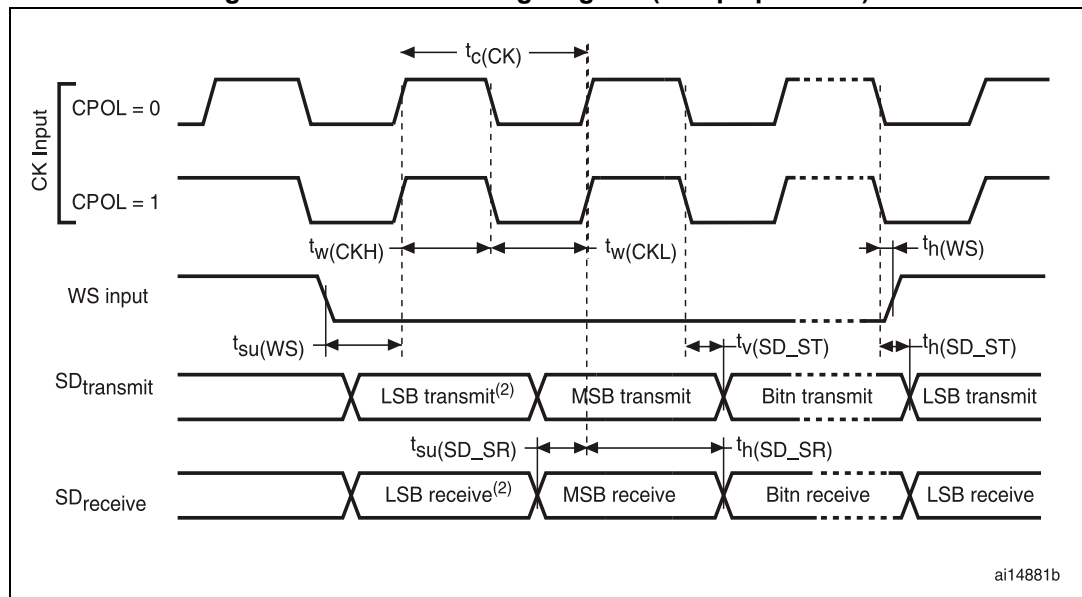 tc(CK)
CK Input
CPOL = 0
CPOL = 1
tw(CKH)
tw(CKL)
th(WS)
WS input
tsu(WS)
tv(SD_ST)
th(SD_ST)
SDtransmit
LSB transmit(2)
MSB transmit
Bitn transmit
LSB transmit
tsu(SD_SR)
th(SD_SR)
SDreceive
LSB receive(2)
MSB receive
Bitn receive
LSB receive
ai14881b